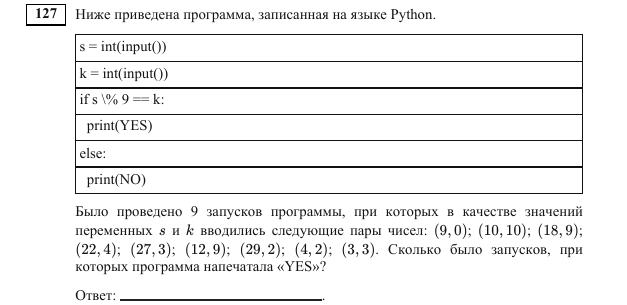 127 Ниже приведена программа, записанная на языке Python.
s = int(input())
k = int(input())
if s \% 9 == k:
print(YES)
else:
print(NO)
Было проведено 9 запусков программы, при которых в качестве значений
переменных s и k вводились следующие пары чисел: (9, 0); (10, 10); (18, 9);
(22, 4); (27, 3); (12, 9); (29, 2); (4, 2); (3, 3). Сколько было запусков, при
которых программа напечатала «YES»?
Ответ: ____________________.